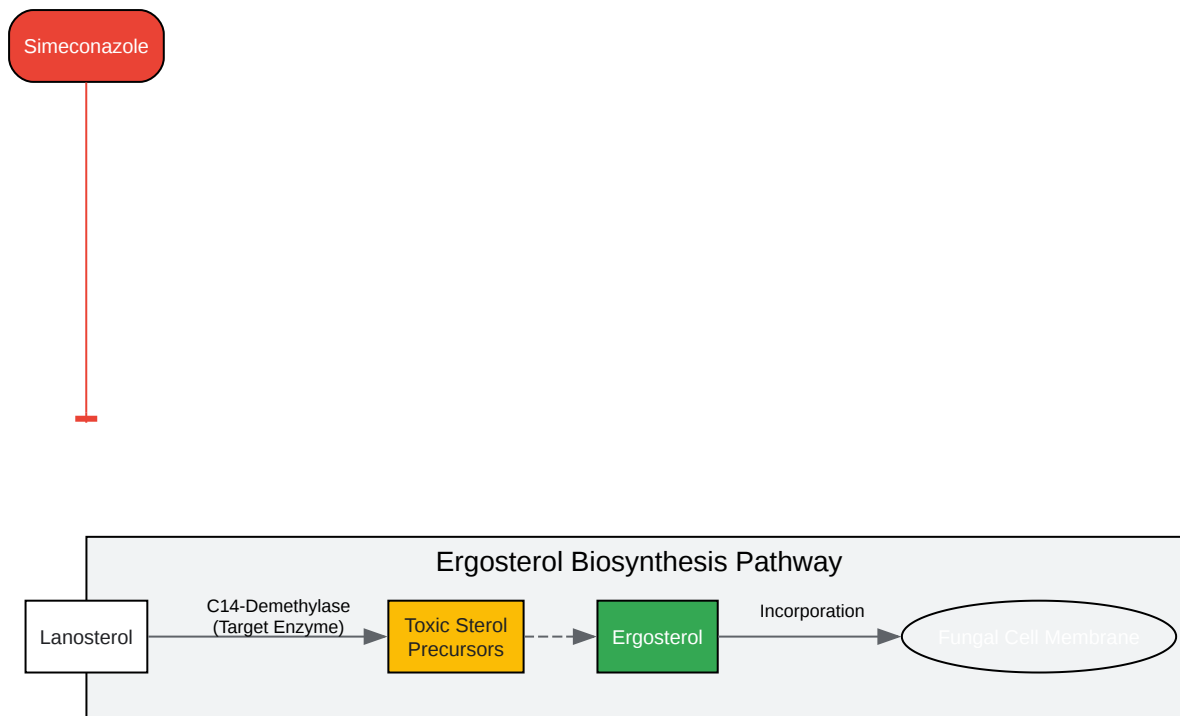 Simeconazole
Ergosterol Biosynthesis Pathway
Lanosterol
C14-Demethylase
(Target Enzyme)
Toxic Sterol
Precursors
Ergosterol
Incorporation
Fungal Cell Membrane